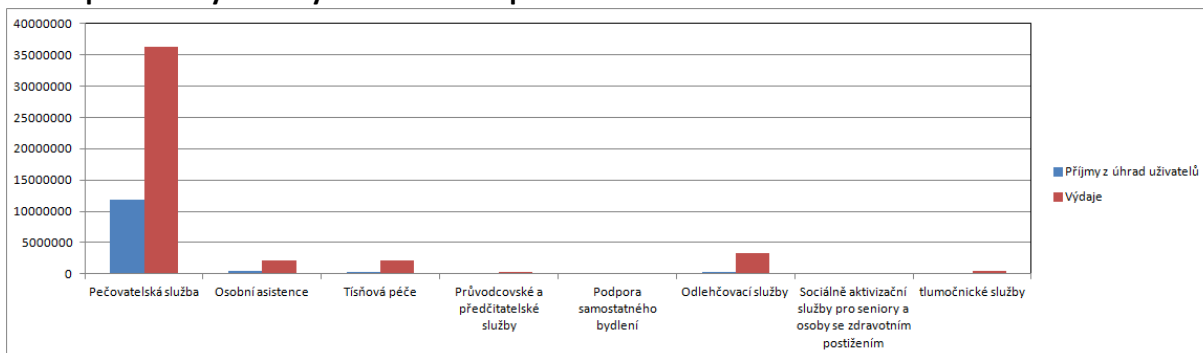 40000000
35000000
30000000
25000000
20000000
15000000
10000000
5000000
0
Pečovatelská služba
Osobní asistence
Tísňová péče
Průvodcovské a
předčitatelské
služby
Podpora
samostatného
bydlení
Odlehčovací služby
Sociálně aktivizační
služby pro seniory a
osoby se zdravotním
postižením
tlumočnické služby
Příjmy z úhrad uživatelů
Výdaje